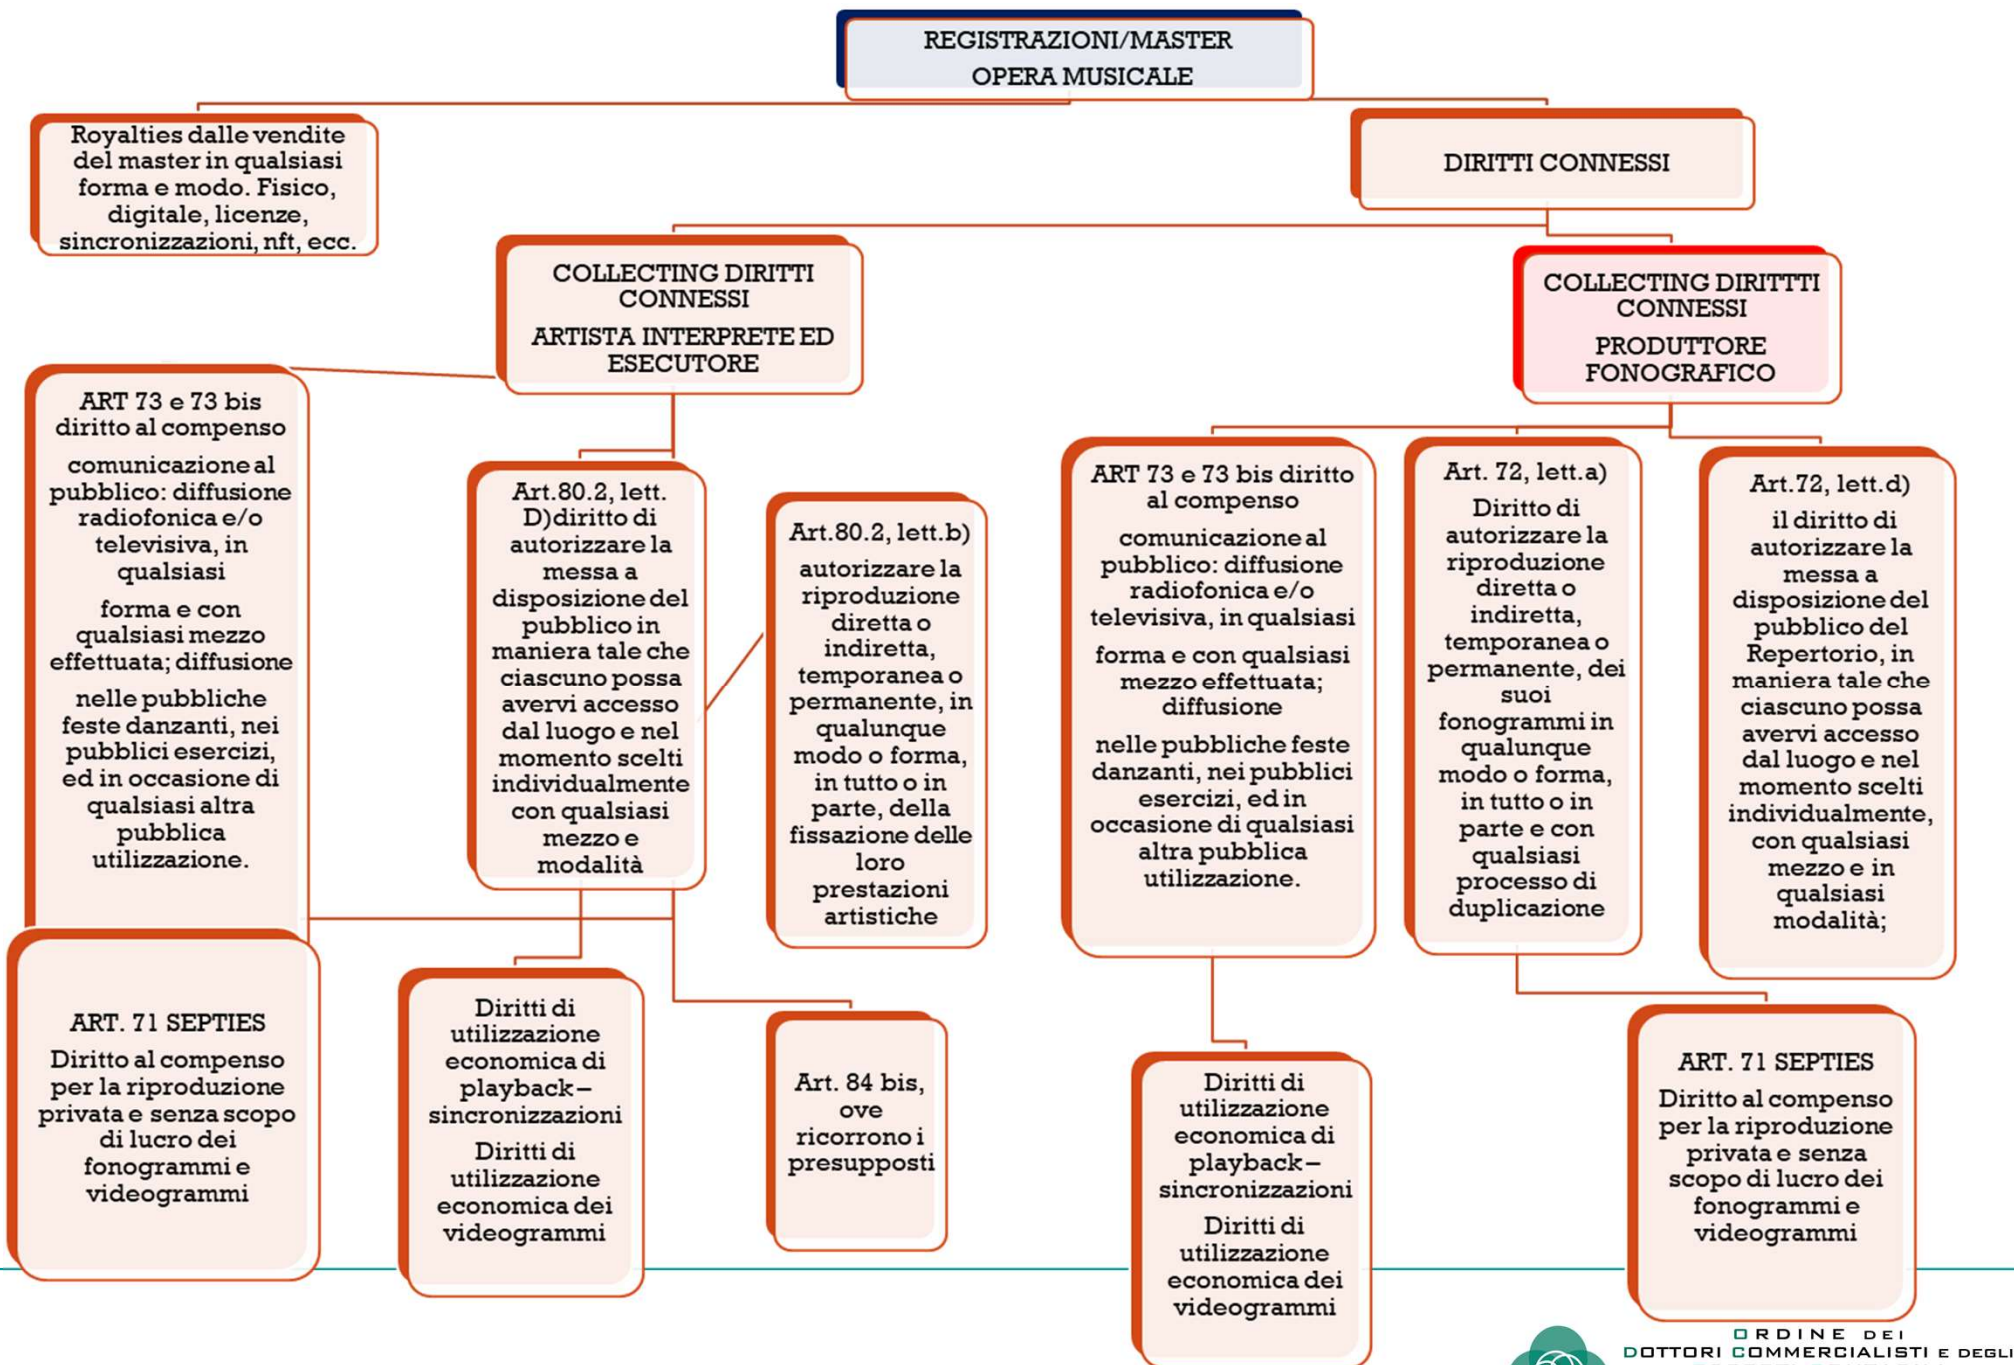 REGISTRAZIONI/MASTER
OPERA MUSICALE
Royalties dalle vendite
del master in qualsiasi
forma e modo. Fisico,
digitale, licenze,
sincronizzazioni, nft, ecc.
DIRITTI CONNESSI
COLLECTING DIRITTI
CONNESSI
ARTISTA INTERPRETE ED
ESECUTORE
COLLECTING DIRITTTI
CONNESSI
PRODUTTORE
FONOGRAFICO
ART 73 e 73 bis
diritto al compenso
comunicazione al
pubblico: diffusione
radiofonica e/o
televisiva, in
qualsiasi
forma e con
qualsiasi mezzo
effettuata; diffusione
nelle pubbliche
feste danzanti, nei
pubblici esercizi,
ed in occasione di
qualsiasi altra
pubblica
utilizzazione.
Art.80.2, lett.
D)diritto di
autorizzare la
messa a
disposizione del
pubblico in
maniera tale che
ciascuno possa
avervi accesso
dal luogo e nel
momento scelti
individualmente
con qualsiasi
mezzo e
modalità
Art.80.2, lett.b)
autorizzare la
riproduzione
diretta o
indiretta,
temporanea o
permanente, in
qualunque
modo o forma,
in tutto o in
parte, della
fissazione delle
loro
prestazioni
artistiche
ART 73 e 73 bis diritto
al compenso
comunicazione al
pubblico: diffusione
radiofonica e/o
televisiva, in qualsiasi
forma e con qualsiasi
mezzo effettuata;
diffusione
nelle pubbliche feste
danzanti, nei pubblici
esercizi, ed in
occasione di qualsiasi
altra pubblica
utilizzazione.
Art. 72, lett.a)
Diritto di
autorizzare la
riproduzione
diretta o
indiretta,
temporanea o
permanente, dei
suoi
fonogrammi in
qualunque
modo o forma,
in tutto o in
parte e con
qualsiasi
processo di
duplicazione
Art.72, lett.d)
il diritto di
autorizzare la
messa a
disposizione del
pubblico del
Repertorio, in
maniera tale che
ciascuno possa
avervi accesso
dal luogo e nel
momento scelti
individualmente,
con qualsiasi
mezzo e in
qualsiasi
modalità;
ART. 71 SEPTIES
Diritto al compenso
per la riproduzione
privata e senza scopo
di lucro dei
fonogrammi e
videogrammi
Diritti di
utilizzazione
economica di
playback–
sincronizzazioni
Diritti di
utilizzazione
economica dei
videogrammi
Art. 84 bis,
ove
ricorrono i
presupposti
Diritti di
utilizzazione
economica di
playback–
sincronizzazioni
Diritti di
utilizzazione
economica dei
videogrammi
ART. 71 SEPTIES
Diritto al compenso
per la riproduzione
privata e senza
scopo di lucro dei
fonogrammi e
videogrammi
ORDINE DEI
DOTTORI COMMERCIALISTI E DEGLI